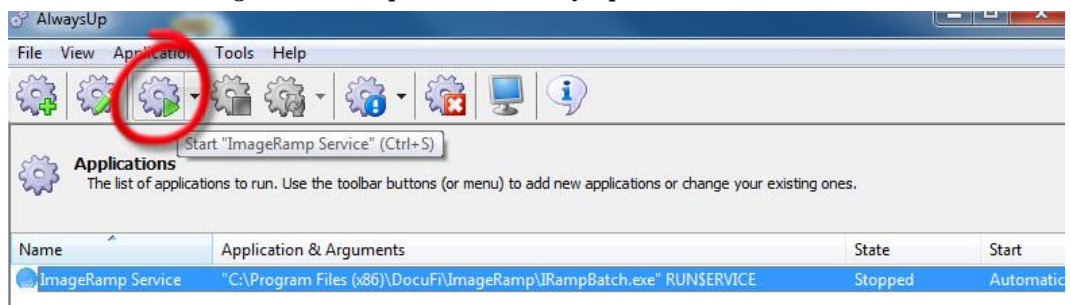 AlwaysUp
File View Application Tools Help
Start "ImageRamp Service" (Ctrl+S)
Applications
The list of applications to run. Use the toolbar buttons (or menu) to add new applications or change your existing ones.
Name Application & Arguments State Start
ImageRamp Service "C:\Program Files (x86)\DocuFi\ImageRamp\IRampBatch.exe" RUN$ERVICE Stopped Automatic